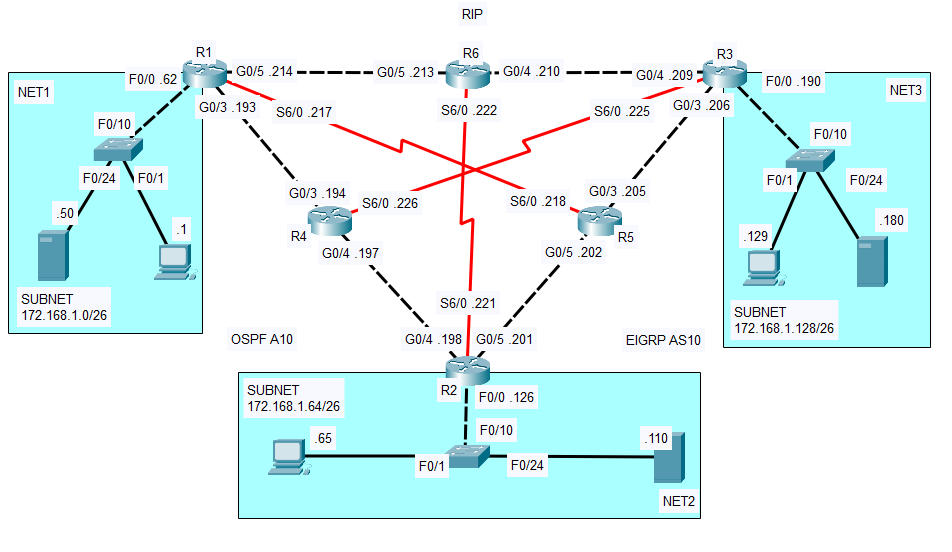 RIP
R1
R6
R3
NET1
F0/0 .62
G0/5 .214
G0/5 .213
G0/4 .210
G0/4 .209
F0/0 .190
NET3
G0/3 .193
S6/0 .217
S6/0 .222
S6/0 .225
G0/3 .206
F0/10
F0/10
F0/24
F0/1
F0/1
F0/24
G0/3 .194
S6/0 .226
S6/0 .218
G0/3 .205
.50
.1
R4
R5
.129
.180
G0/4 .197
G0/5 .202
SUBNET
172.168.1.0/26
S6/0 .221
SUBNET
172.168.1.128/26
OSPF A10
G0/4 .198
G0/5 .201
EIGRP AS10
R2
SUBNET
172.168.1.64/26
F0/0 .126
.65
F0/10
.110
F0/1
F0/24
NET2